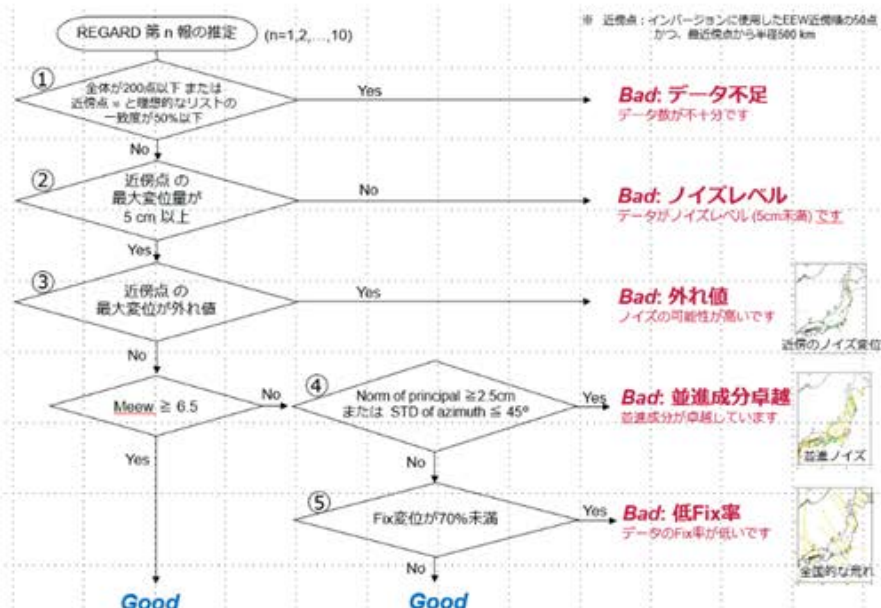 REGARD 第 n 報の推定
(n=1,2,…,10)
※ 近傍点：インバージョンに使用したEEW近傍順の50点
かつ、最近傍点から半径500 km
①
全体が200点以下 または
近傍点 ※ と理想的なリストの
一致度が50%以下
Yes
Bad: データ不足
データ数が不十分です
No
②
近傍点 の
最大変位量が
5 cm 以上
No
Bad: ノイズレベル
データがノイズレベル (5cm未満) です
Yes
③
近傍点 の
最大変位が外れ値
Yes
Bad: 外れ値
ノイズの可能性が高いです
近傍のノイズ変位
No
Meew ≧ 6.5
No
④
Norm of principal ≧2.5cm
または STD of azimuth ≦ 45º
Yes
Bad: 並進成分卓越
並進成分が卓越しています
並進ノイズ
Yes
No
⑤
Fix変位が70%未満
Yes
Bad: 低Fix率
データのFix率が低いです
全国的な荒れ
No
Good
Good